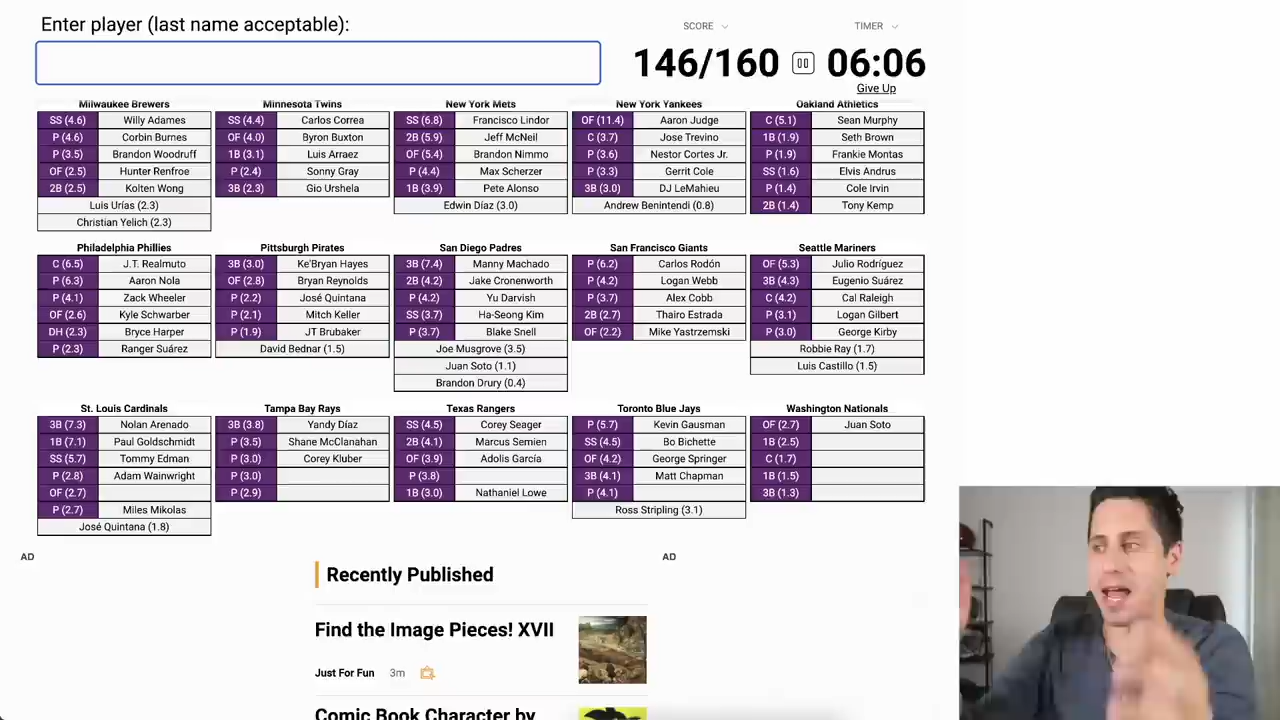 Enter player (last name acceptable):
SCORE
TIMER
146/160
06:06
Give Up
Milwaukee Brewers
SS (4.6) Willy Adames
P (4.6) Corbin Burnes
P (3.5) Brandon Woodruff
OF (2.5) Hunter Renfroe
2B (2.5) Kolten Wong
Luis Urías (2.3)
Christian Yelich (2.3)
Minnesota Twins
SS (4.4) Carlos Correa
OF (4.0) Byron Buxton
1B (3.1) Luis Arraez
P (2.4) Sonny Gray
3B (2.3) Gio Urshela
New York Mets
SS (6.8) Francisco Lindor
2B (5.9) Jeff McNeil
OF (5.4) Brandon Nimmo
P (4.4) Max Scherzer
1B (3.9) Pete Alonso
Edwin Díaz (3.0)
New York Yankees
OF (11.4) Aaron Judge
C (3.7) Jose Trevino
P (3.6) Nestor Cortes Jr.
P (3.3) Gerrit Cole
3B (3.0) DJ LeMahieu
Andrew Benintendi (0.8)
Oakland Athletics
C (5.1) Sean Murphy
1B (1.9) Seth Brown
P (1.9) Frankie Montas
SS (1.6) Elvis Andrus
P (1.4) Cole Irvin
2B (1.4) Tony Kemp
Philadelphia Phillies
C (6.5) J.T. Realmuto
P (6.3) Aaron Nola
P (4.1) Zack Wheeler
OF (2.6) Kyle Schwarber
DH (2.3) Bryce Harper
P (2.3) Ranger Suárez
Pittsburgh Pirates
3B (3.0) Ke'Bryan Hayes
OF (2.8) Bryan Reynolds
P (2.2) José Quintana
P (2.1) Mitch Keller
P (1.9) JT Brubaker
David Bednar (1.5)
San Diego Padres
3B (7.4) Manny Machado
2B (4.2) Jake Cronenworth
P (4.2) Yu Darvish
SS (3.7) Ha-Seong Kim
P (3.7) Blake Snell
Joe Musgrove (3.5)
Juan Soto (1.1)
Brandon Drury (0.4)
San Francisco Giants
P (6.2) Carlos Rodón
P (4.2) Logan Webb
P (3.7) Alex Cobb
2B (2.7) Thairo Estrada
OF (2.2) Mike Yastrzemski
Seattle Mariners
OF (5.3) Julio Rodríguez
3B (4.3) Eugenio Suárez
C (4.2) Cal Raleigh
P (3.1) Logan Gilbert
P (3.0) George Kirby
Robbie Ray (1.7)
Luis Castillo (1.5)
St. Louis Cardinals
3B (7.3) Nolan Arenado
1B (7.1) Paul Goldschmidt
SS (5.7) Tommy Edman
P (2.8) Adam Wainwright
OF (2.7)
P (2.7) Miles Mikolas
José Quintana (1.8)
Tampa Bay Rays
3B (3.8) Yandy Díaz
P (3.5) Shane McClanahan
P (3.0) Corey Kluber
P (3.0)
P (2.9)
Texas Rangers
SS (4.5) Corey Seager
2B (4.1) Marcus Semien
OF (3.9) Adolis García
P (3.8)
1B (3.0) Nathaniel Lowe
Toronto Blue Jays
P (5.7) Kevin Gausman
SS (4.5) Bo Bichette
OF (4.2) George Springer
3B (4.1) Matt Chapman
P (4.1)
Ross Stripling (3.1)
Washington Nationals
OF (2.7) Juan Soto
1B (2.5)
C (1.7)
1B (1.5)
3B (1.3)
AD
AD
Recently Published
Find the Image Pieces! XVII
Just For Fun 3m
Comic Book Character by